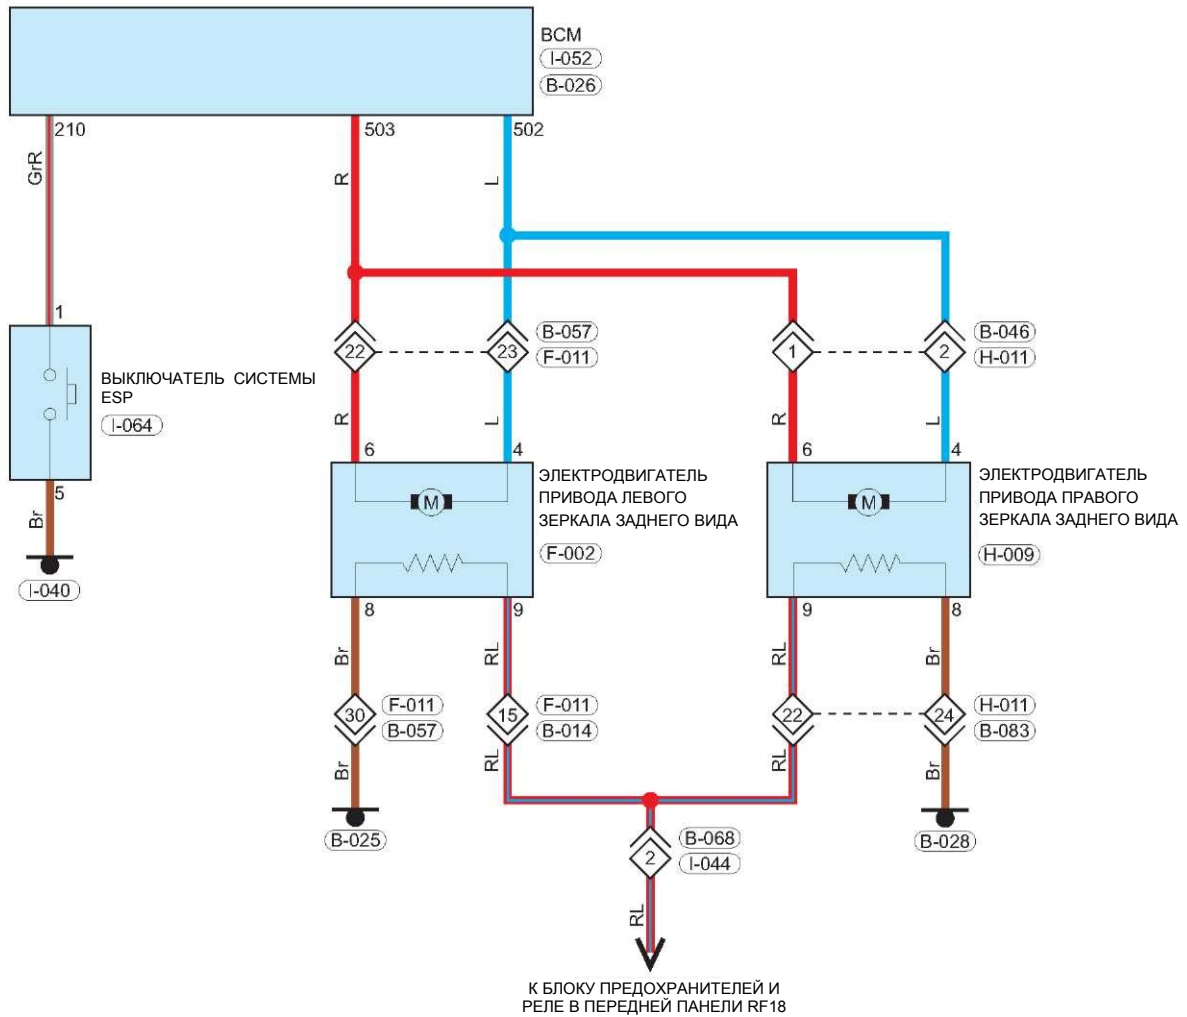 BCM
I-052
B-026
210
503
502
GrR
R
L
1
B-057
F-011
B-046
H-011
22
23
1
2
ВЫКЛЮЧАТЕЛЬ СИСТЕМЫ
ESP
I-064
R
L
R
L
6
4
6
4
5
Br
I-040
M
ЭЛЕКТРОДВИГАТЕЛЬ
ПРИВОДА ЛЕВОГО
ЗЕРКАЛА ЗАДНЕГО ВИДА
F-002
M
ЭЛЕКТРОДВИГАТЕЛЬ
ПРИВОДА ПРАВОГО
ЗЕРКАЛА ЗАДНЕГО ВИДА
H-009
8
9
9
8
Br
RL
RL
Br
30
F-011
B-057
15
F-011
B-014
22
24
H-011
B-083
Br
RL
RL
Br
B-025
B-028
2
B-068
I-044
RL
К БЛОКУ ПРЕДОХРАНИТЕЛЕЙ И
РЕЛЕ В ПЕРЕДНЕЙ ПАНЕЛИ RF18